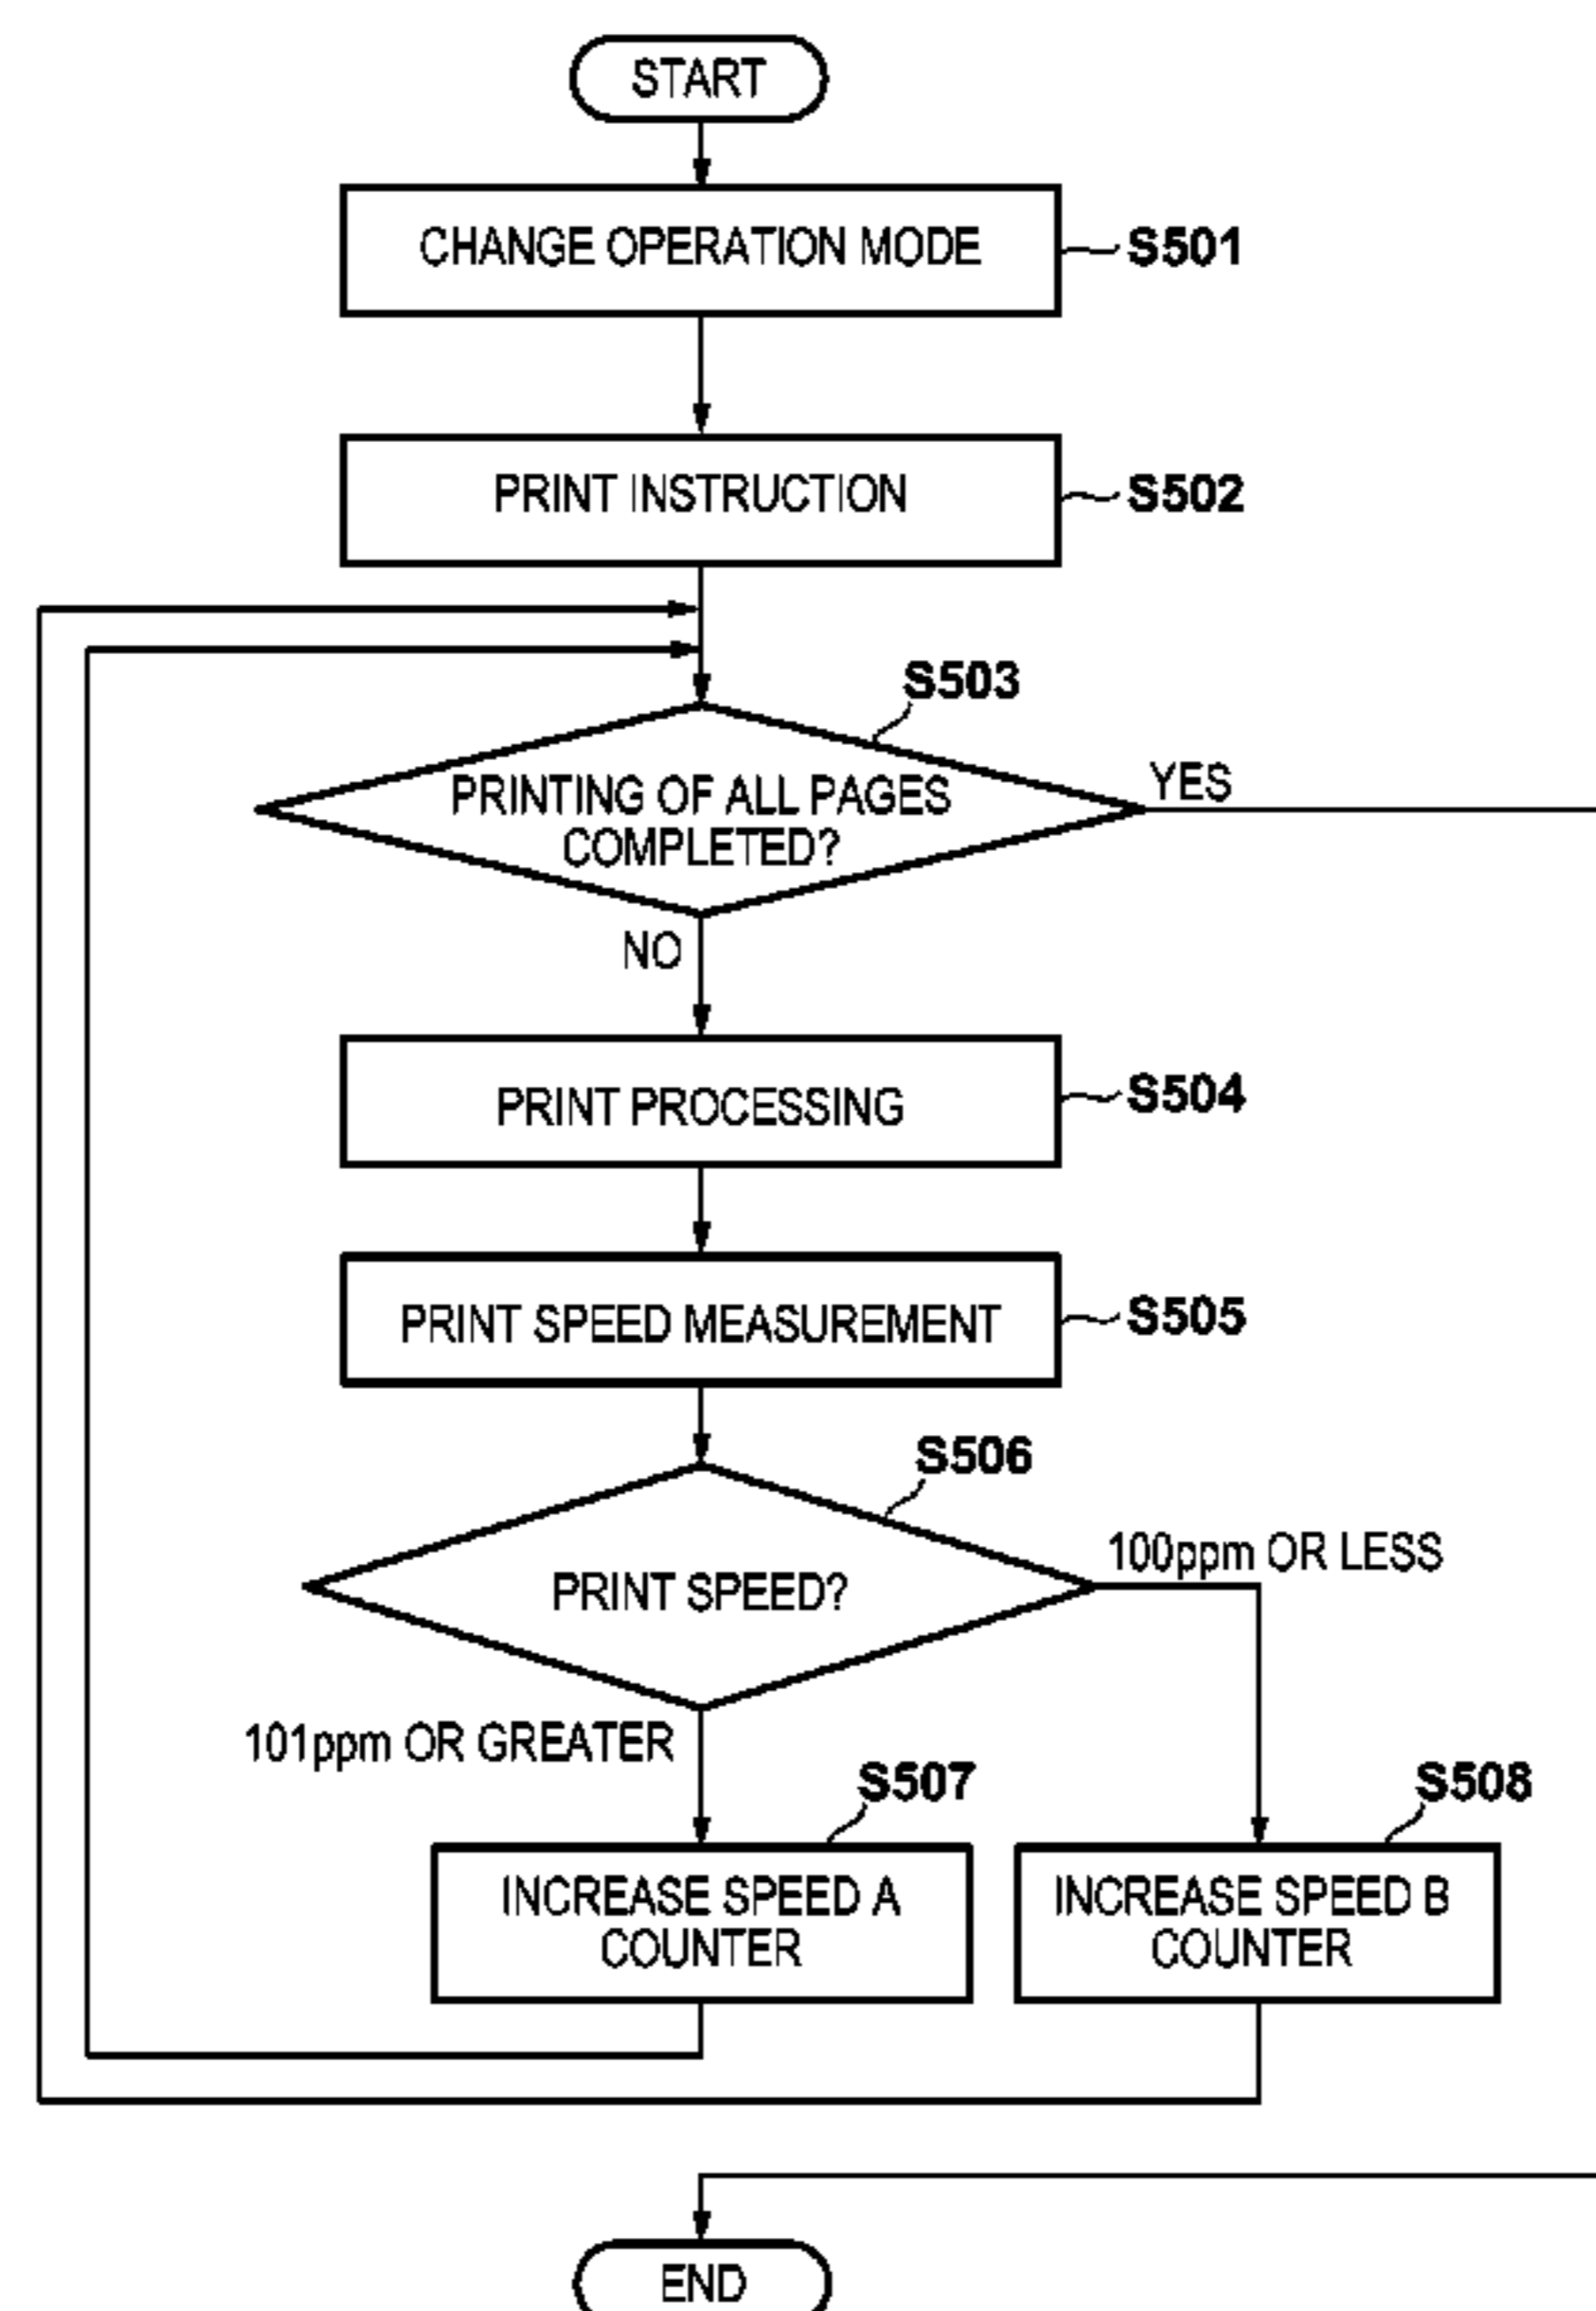 START
CHANGE OPERATION MODE
S501
PRINT INSTRUCTION
S502
S503
PRINTING OF ALL PAGES
COMPLETED?
YES
NO
PRINT PROCESSING
S504
PRINT SPEED MEASUREMENT
S505
S506
PRINT SPEED?
100ppm OR LESS
101ppm OR GREATER
S507
S508
INCREASE SPEED A
COUNTER
INCREASE SPEED B
COUNTER
END